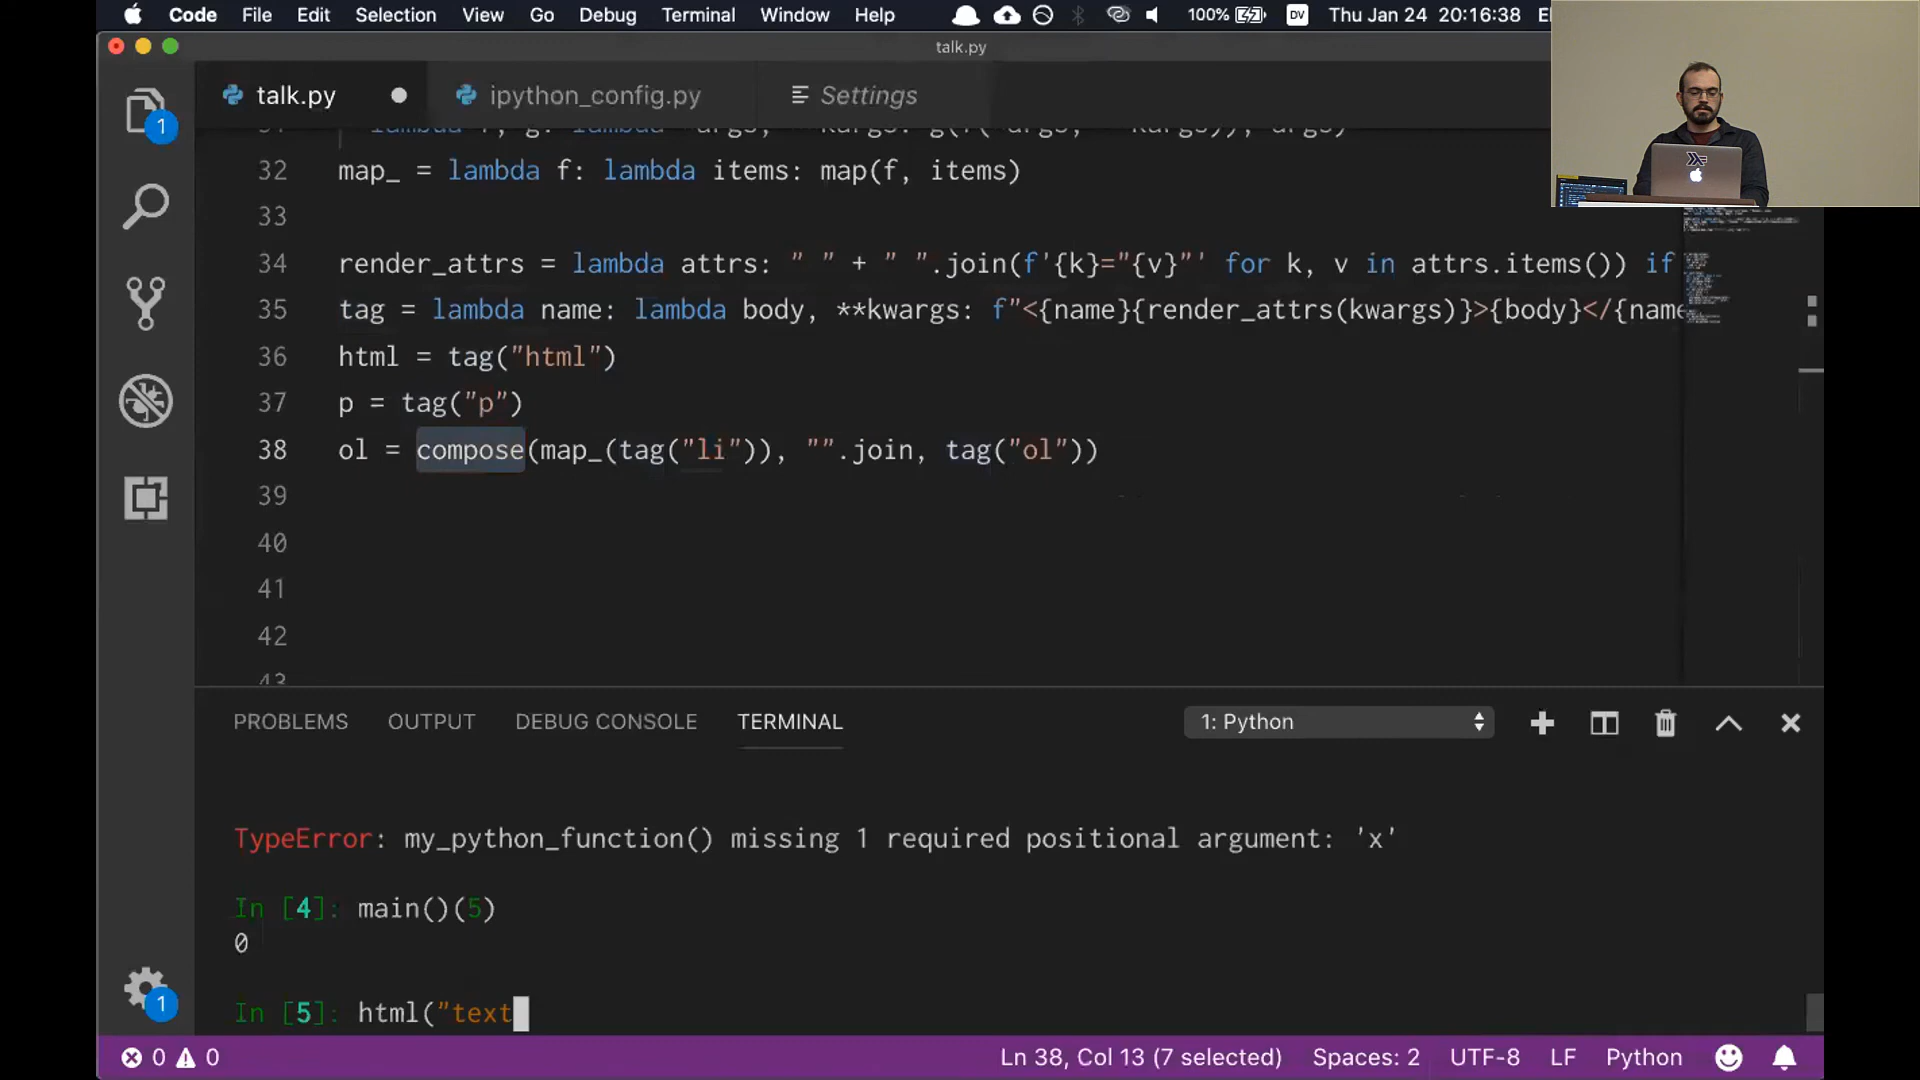 Code File Edit Selection View Go Debug Terminal Window Help 100% DV Thu Jan 24 20:16:38
talk.py
talk.py ipython_config.py Settings
32 map_ = lambda f: lambda items: map(f, items)
33
34 render_attrs = lambda attrs: " " + " ".join(f'{k}="{v}"' for k, v in attrs.items()) if
35 tag = lambda name: lambda body, **kwargs: f"<{name}{render_attrs(kwargs)}>{body}</{name
36 html = tag("html")
37 p = tag("p")
38 ol = compose(map_(tag("li")), "".join, tag("ol"))
39
40
41
42
43
PROBLEMS OUTPUT DEBUG CONSOLE TERMINAL 1: Python
TypeError: my_python_function() missing 1 required positional argument: 'x'
In [4]: main()(5)
0
In [5]: html("text
0 0 Ln 38, Col 13 (7 selected) Spaces: 2 UTF-8 LF Python
1
1